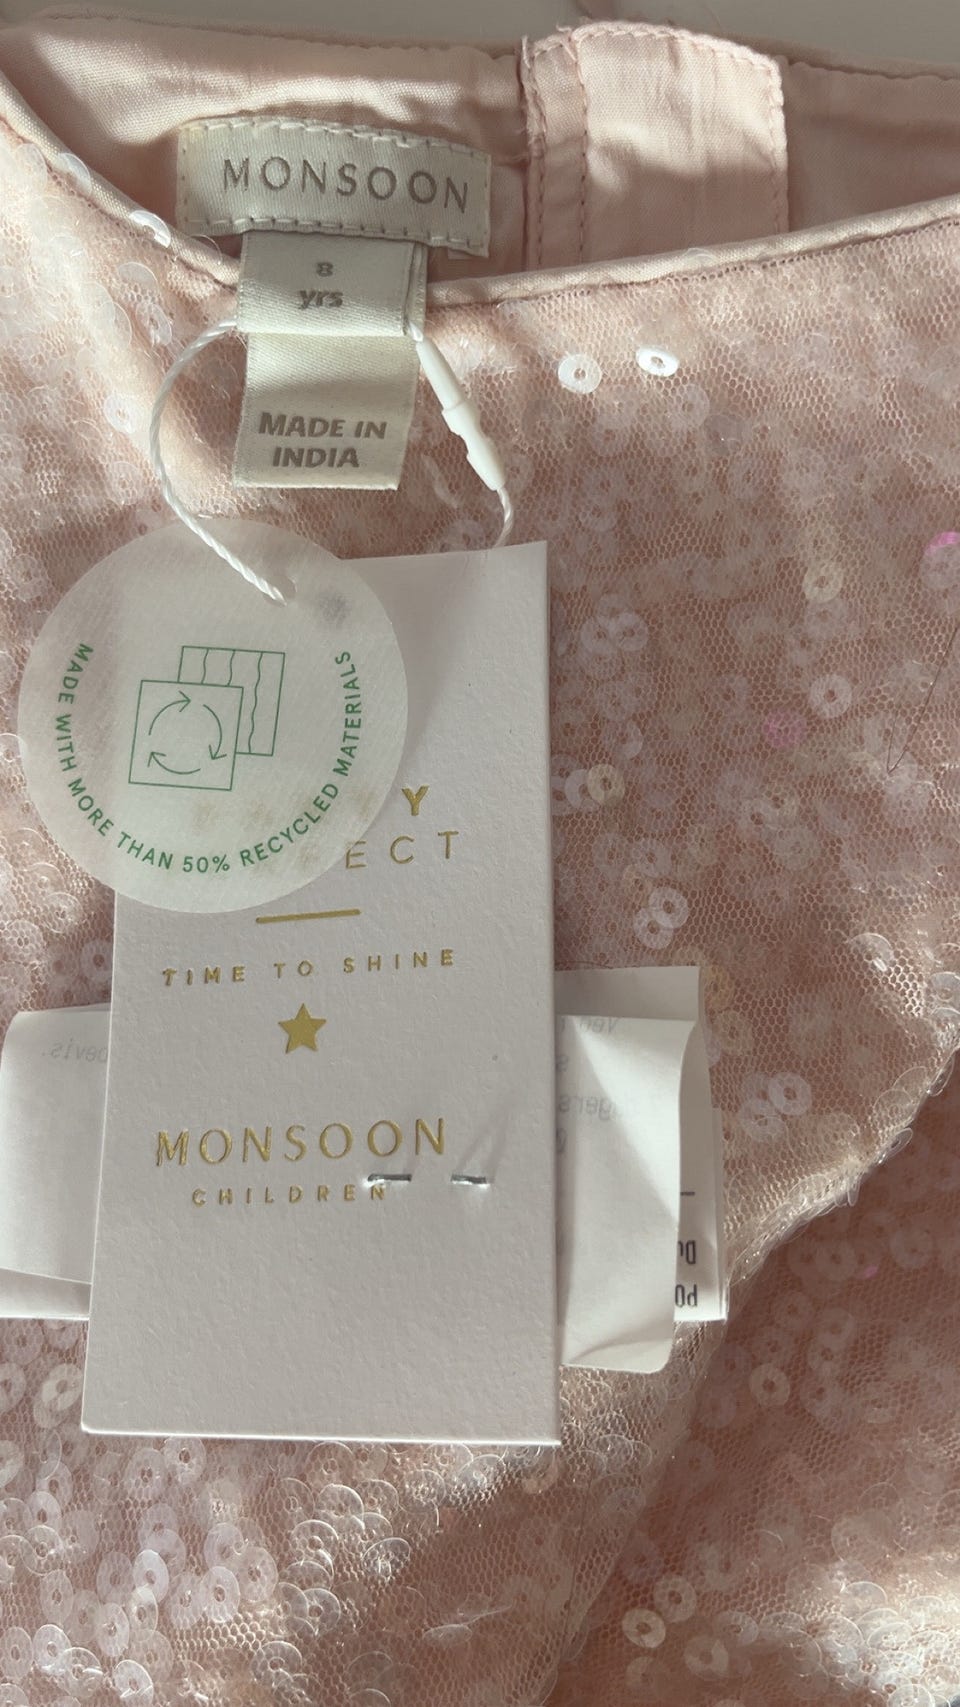 MONSOON
8
yrs
MADE IN
INDIA
MADE WITH MORE THAN 50% RECYCLED MATERIALS
Y
ECT
TIME TO SHINE
MONSOON
CHILDREN